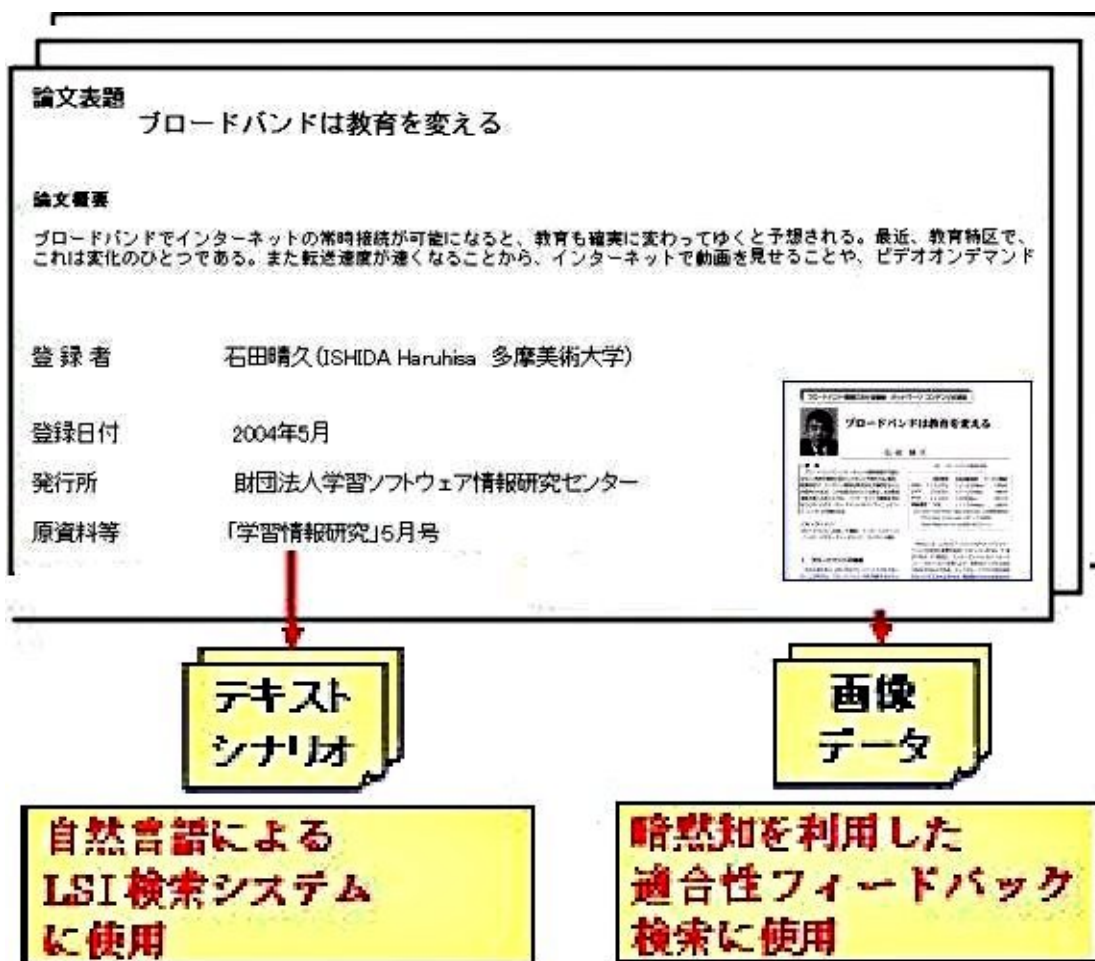 論文表題
ブロードバンドは教育を変える
論文概要
ブロードバンドでインターネットの常時接続が可能になると、教育も確実に変わってゆくと予想される。最近、教育特区で、
これは変化のひとつである。また転送速度が速くなることから、インターネットで動画を見せることや、ビデオオンデマンド
登録者 石田晴久(ISHIDA Haruhisa 多摩美術大学)
登録日付 2004年5月
発行所 財団法人学習ソフトウェア情報研究センター
原資料等 「学習情報研究」5月号
ブロードバンドは教育を変える
テキスト
シナリオ
画像
データ
自然言語による
LSI検索システム
に使用
暗黙知を利用した
適合性フィードバック
検索に使用